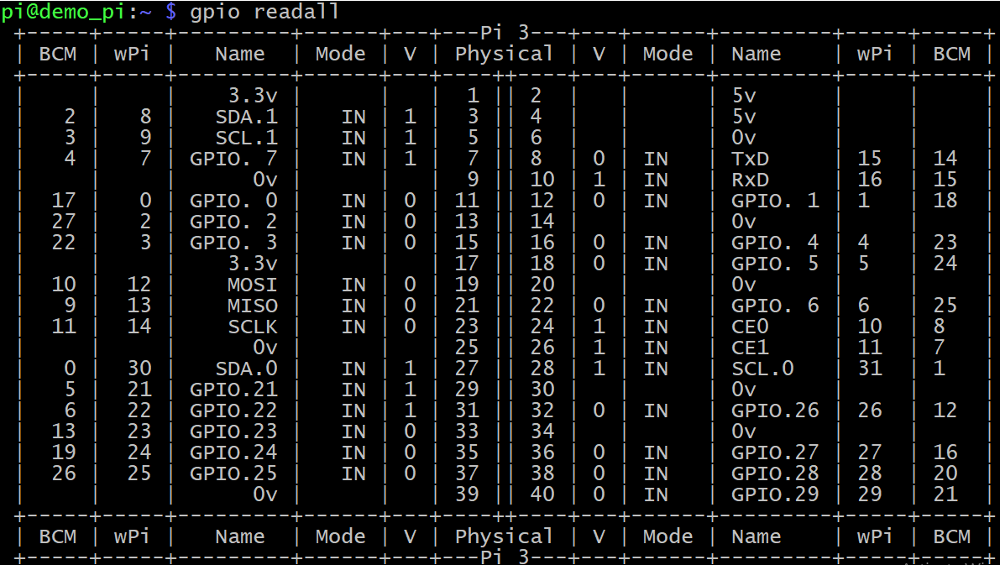 pi@demo_pi:~ $ gpio readall
 +-----+-----+---------+------+---+---Pi 3---+---+------+---------+-----+-----+
 | BCM | wPi |   Name  | Mode | V | Physical | V | Mode | Name    | wPi | BCM |
 +-----+-----+---------+------+---+----++----+---+------+---------+-----+-----+
 |     |     |    3.3v |      |   |  1 || 2  |   |      | 5v      |     |     |
 |   2 |   8 |   SDA.1 |   IN | 1 |  3 || 4  |   |      | 5v      |     |     |
 |   3 |   9 |   SCL.1 |   IN | 1 |  5 || 6  |   |      | 0v      |     |     |
 |   4 |   7 | GPIO. 7 |   IN | 1 |  7 || 8  | 0 | IN   | TxD     | 15  | 14  |
 |     |     |      0v |      |   |  9 || 10 | 1 | IN   | RxD     | 16  | 15  |
 |  17 |   0 | GPIO. 0 |   IN | 0 | 11 || 12 | 0 | IN   | GPIO. 1 | 1   | 18  |
 |  27 |   2 | GPIO. 2 |   IN | 0 | 13 || 14 |   |      | 0v      |     |     |
 |  22 |   3 | GPIO. 3 |   IN | 0 | 15 || 16 | 0 | IN   | GPIO. 4 | 4   | 23  |
 |     |     |    3.3v |      |   | 17 || 18 | 0 | IN   | GPIO. 5 | 5   | 24  |
 |  10 |  12 |    MOSI |   IN | 0 | 19 || 20 |   |      | 0v      |     |     |
 |   9 |  13 |    MISO |   IN | 0 | 21 || 22 | 0 | IN   | GPIO. 6 | 6   | 25  |
 |  11 |  14 |    SCLK |   IN | 0 | 23 || 24 | 1 | IN   | CE0     | 10  | 8   |
 |     |     |      0v |      |   | 25 || 26 | 1 | IN   | CE1     | 11  | 7   |
 |   0 |  30 |   SDA.0 |   IN | 1 | 27 || 28 | 1 | IN   | SCL.0   | 31  | 1   |
 |   5 |  21 | GPIO.21 |   IN | 1 | 29 || 30 |   |      | 0v      |     |     |
 |   6 |  22 | GPIO.22 |   IN | 1 | 31 || 32 | 0 | IN   | GPIO.26 | 26  | 12  |
 |  13 |  23 | GPIO.23 |   IN | 0 | 33 || 34 |   |      | 0v      |     |     |
 |  19 |  24 | GPIO.24 |   IN | 0 | 35 || 36 | 0 | IN   | GPIO.27 | 27  | 16  |
 |  26 |  25 | GPIO.25 |   IN | 0 | 37 || 38 | 0 | IN   | GPIO.28 | 28  | 20  |
 |     |     |      0v |      |   | 39 || 40 | 0 | IN   | GPIO.29 | 29  | 21  |
 +-----+-----+---------+------+---+----++----+---+------+---------+-----+-----+
 | BCM | wPi |   Name  | Mode | V | Physical | V | Mode | Name    | wPi | BCM |
 +-----+-----+---------+------+---+---Pi 3---+---+------+---------+-----+-----+